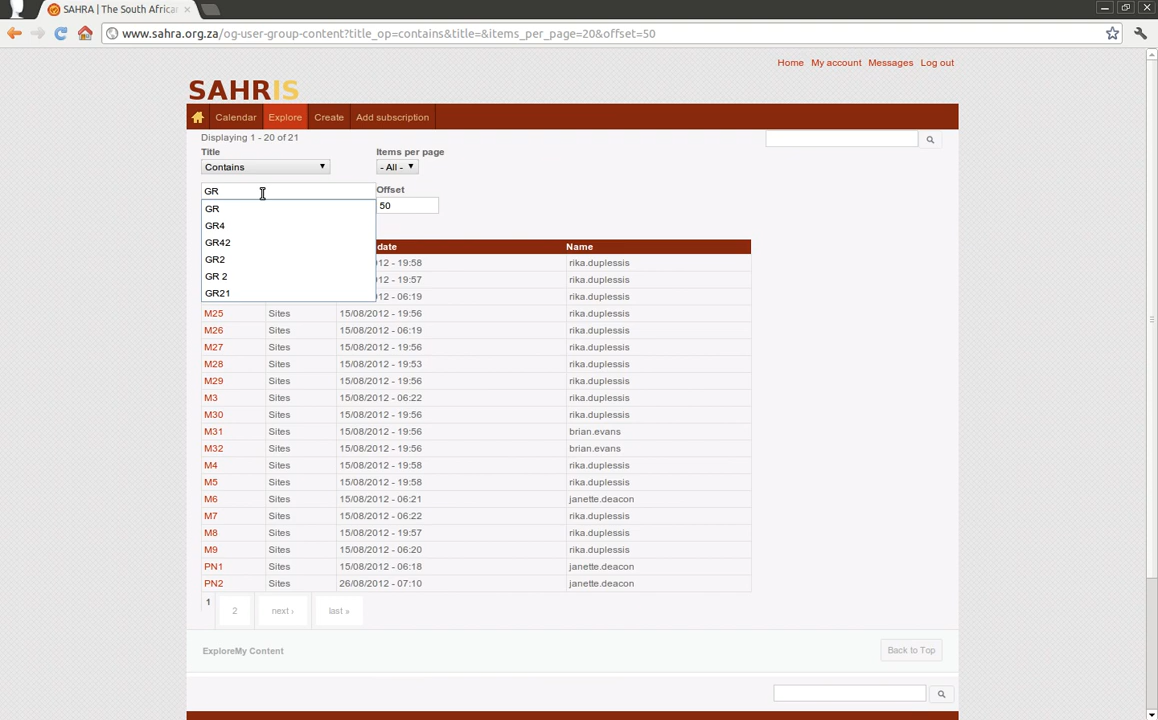 SAHRA | The South Africa
www.sahra.org.za/og-user-group-content?title_op=contains&title=&items_per_page=20&offset=50
Home My account Messages Log out
SAHRIS
Calendar Explore Create Add subscription
Displaying 1 - 20 of 21
Title Items per page
Contains - All -
GR Offset
GR 50
GR4
GR42
GR2
GR 2
GR21
date Name
12 - 19:58 rika.duplessis
12 - 19:57 rika.duplessis
12 - 06:19 rika.duplessis
M25 Sites 15/08/2012 - 19:56 rika.duplessis
M26 Sites 15/08/2012 - 06:19 rika.duplessis
M27 Sites 15/08/2012 - 19:56 rika.duplessis
M28 Sites 15/08/2012 - 19:53 rika.duplessis
M29 Sites 15/08/2012 - 19:56 rika.duplessis
M3 Sites 15/08/2012 - 06:22 rika.duplessis
M30 Sites 15/08/2012 - 19:56 rika.duplessis
M31 Sites 15/08/2012 - 19:56 brian.evans
M32 Sites 15/08/2012 - 19:56 brian.evans
M4 Sites 15/08/2012 - 19:58 rika.duplessis
M5 Sites 15/08/2012 - 19:58 rika.duplessis
M6 Sites 15/08/2012 - 06:21 janette.deacon
M7 Sites 15/08/2012 - 06:22 rika.duplessis
M8 Sites 15/08/2012 - 19:57 rika.duplessis
M9 Sites 15/08/2012 - 06:20 rika.duplessis
PN1 Sites 15/08/2012 - 06:18 janette.deacon
PN2 Sites 26/08/2012 - 07:10 janette.deacon
1 2 next › last »
ExploreMy Content Back to Top